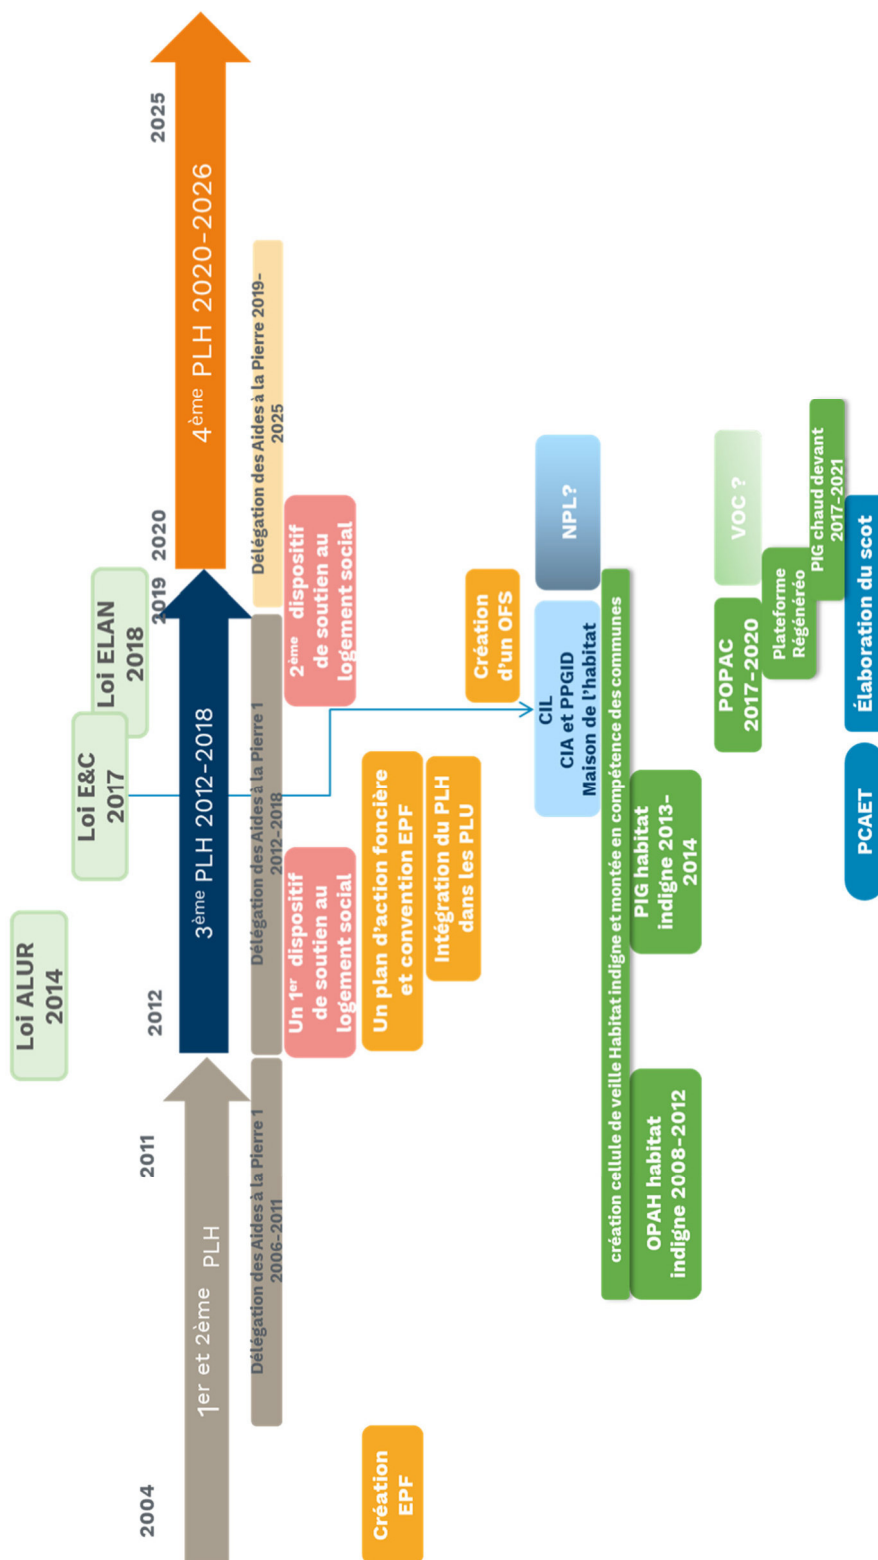 Loi ALUR
2014
Loi E&C
2017
Loi ELAN
2018
2004
2011
2012
2019
2020
2025
1er et 2ème PLH
3ème PLH 2012-2018
4ème PLH 2020-2026
Délégation des Aides à la Pierre 1
2006-2011
Délégation des Aides à la Pierre 1
2012-2018
Délégation des Aides à la Pierre 2019-
2025
Un 1er dispositif
de soutien au
logement social
2ème dispositif
de soutien au
logement social
Création
EPF
Un plan d'action foncière
et convention EPF
Intégration du PLH
dans les PLU
Création
d'un OFS
CIL
CIA et PPGID
Maison de l'habitat
NPL?
création cellule de veille Habitat indigne et montée en compétence des communes
OPAH habitat
indigne 2008-2012
PIG habitat
indigne 2013-
2014
POPAC
2017-2020
VOC ?
Plateforme
Régénéréo
PIG chaud devant
2017-2021
PCAET
Élaboration du scot